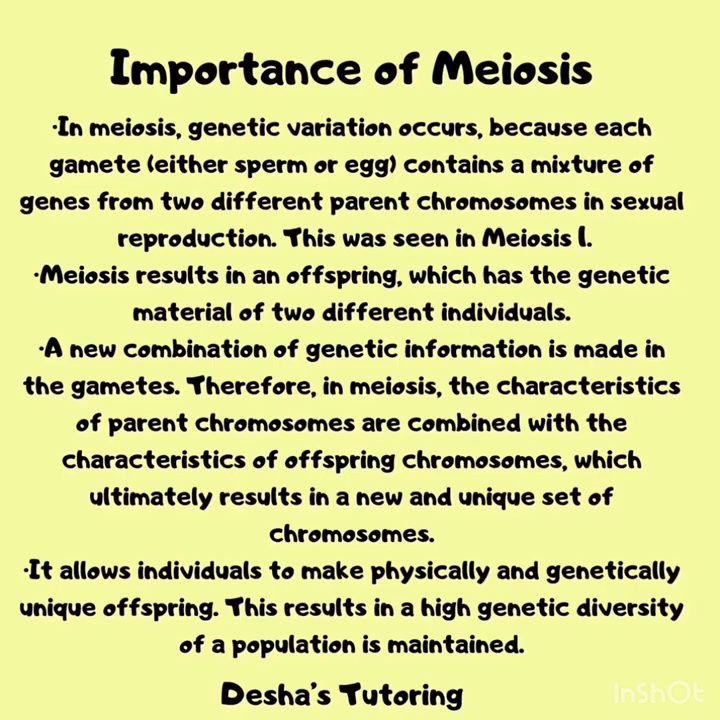 Importance of Meiosis
·In meiosis, genetic variation occurs, because each
gamete (either sperm or egg) contains a mixture of
genes from two different parent chromosomes in sexual
reproduction. This was seen in Meiosis I.
·Meiosis results in an offspring, which has the genetic
material of two different individuals.
·A new combination of genetic information is made in
the gametes. Therefore, in meiosis, the characteristics
of parent chromosomes are combined with the
characteristics of offspring chromosomes, which
ultimately results in a new and unique set of
chromosomes.
·It allows individuals to make physically and genetically
unique offspring. This results in a high genetic diversity
of a population is maintained.
Desha's Tutoring
InShOt